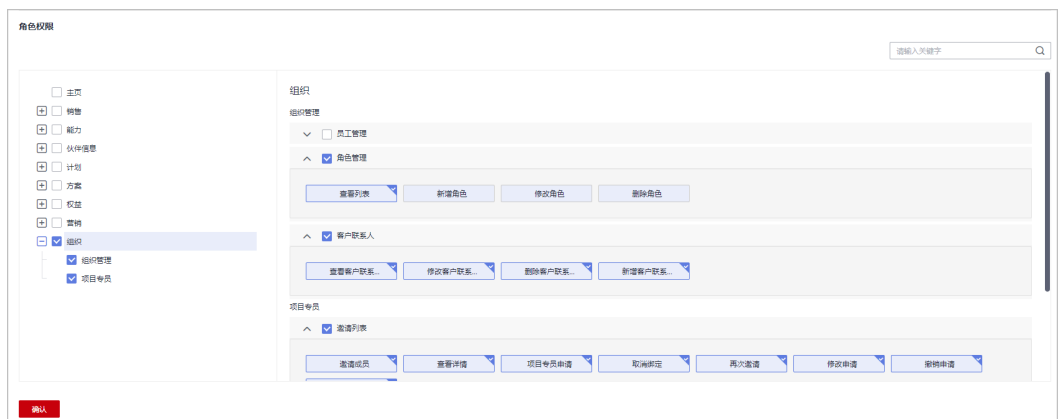 角色权限
请输入关键字
主页
销售
能力
伙伴信息
计划
方案
权益
营销
组织
组织管理
项目专员
组织
组织管理
员工管理
角色管理
查看列表 新增角色 修改角色 删除角色
客户联系人
查看客户联系... 修改客户联系... 删除客户联系... 新增客户联系...
项目专员
邀请列表
邀请成员 查看详情 项目专员申请 取消绑定 再次邀请 修改申请 撤销申请
确认